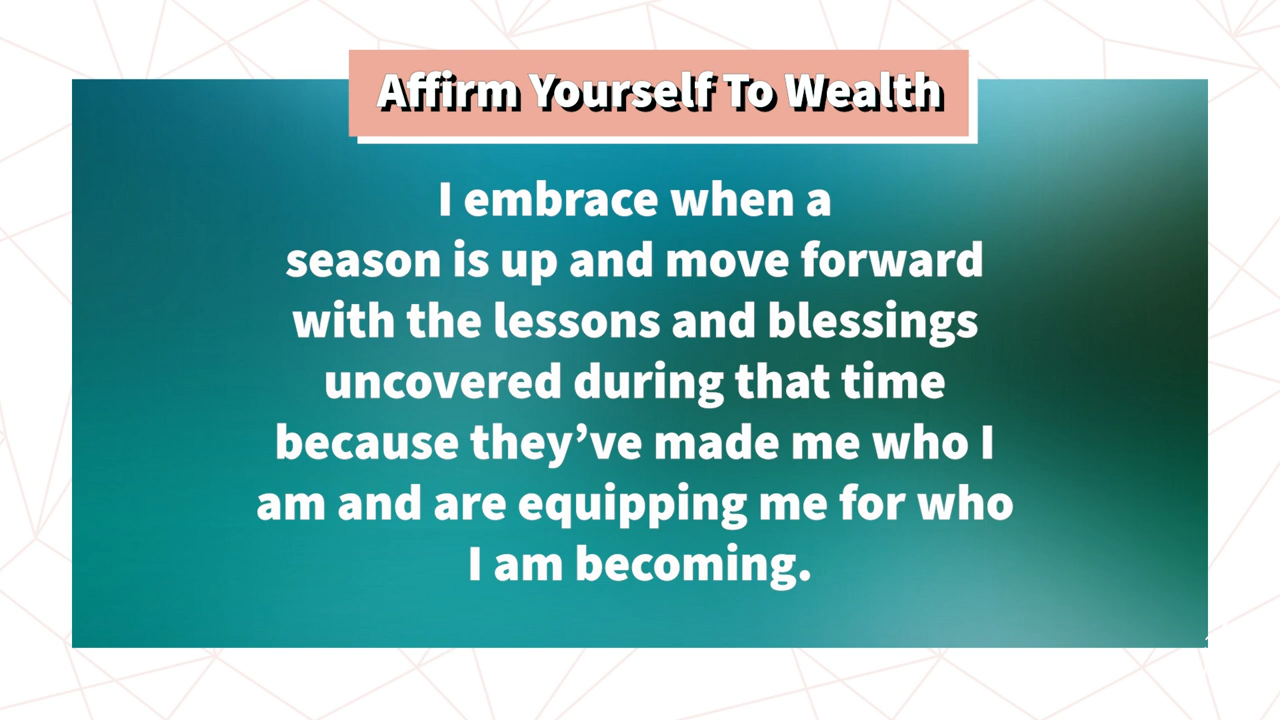 Affirm Yourself To Wealth
I embrace when a
season is up and move forward
with the lessons and blessings
uncovered during that time
because they’ve made me who I
am and are equipping me for who
I am becoming.